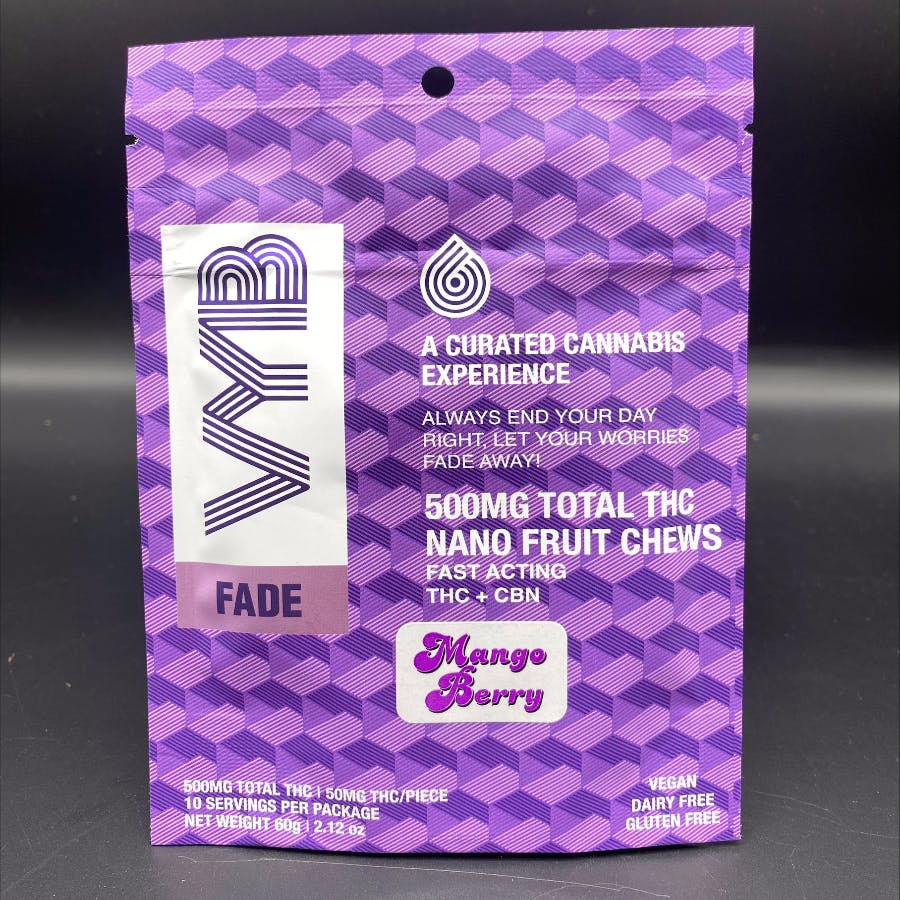 VYB
FADE
A CURATED CANNABIS
EXPERIENCE
ALWAYS END YOUR DAY
RIGHT, LET YOUR WORRIES
FADE AWAY!
500MG TOTAL THC
NANO FRUIT CHEWS
FAST ACTING
THC + CBN
Mango
Berry
500MG TOTAL THC | 50MG THC/PIECE
10 SERVINGS PER PACKAGE
NET WEIGHT 60g | 2.12 oz
VEGAN
DAIRY FREE
GLUTEN FREE